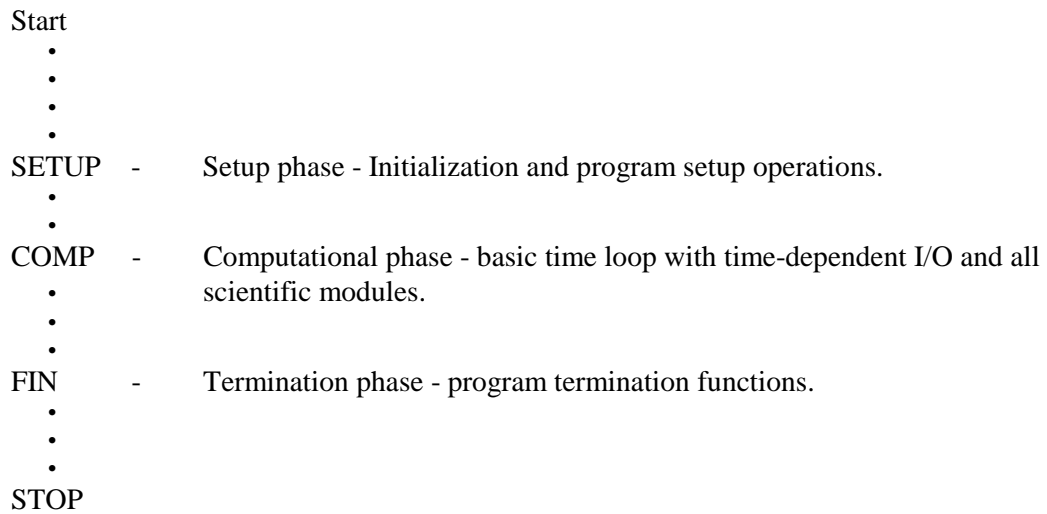 Start
•
•
•
•
SETUP - Setup phase - Initialization and program setup operations.
•
•
COMP - Computational phase - basic time loop with time-dependent I/O and all
• scientific modules.
•
•
FIN - Termination phase - program termination functions.
•
•
•
STOP